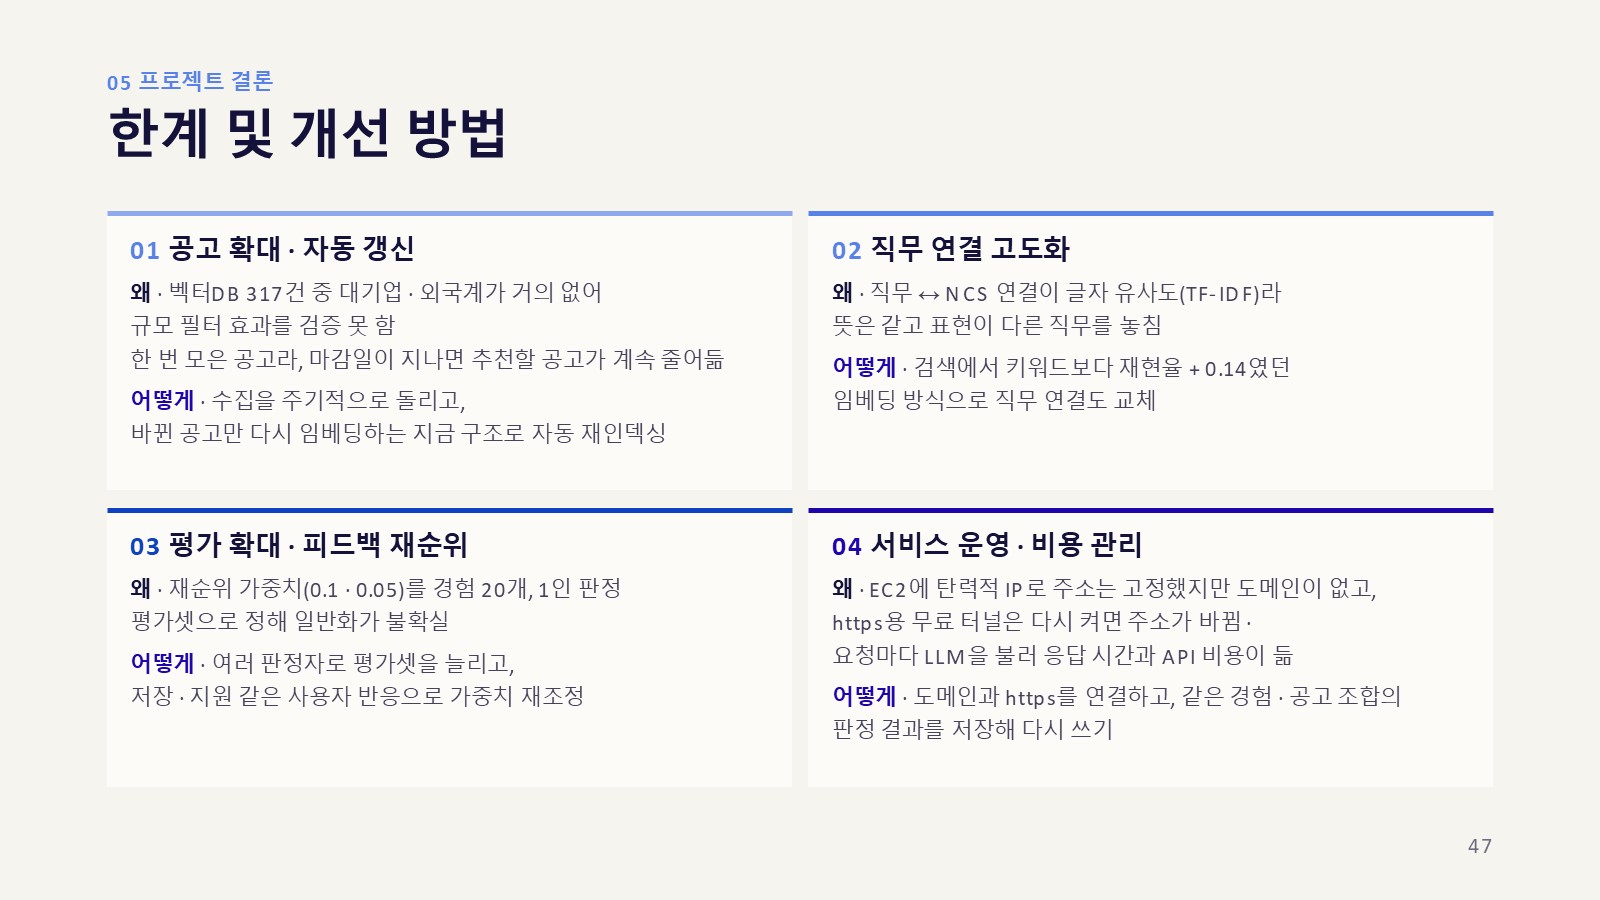 05 프로젝트 결론
한계 및 개선 방법
01 공고 확대 · 자동 갱신
왜 · 벡터DB 317건 중 대기업 · 외국계가 거의 없어
규모 필터 효과를 검증 못 함
한 번 모은 공고라, 마감일이 지나면 추천할 공고가 계속 줄어듦
어떻게 · 수집을 주기적으로 돌리고,
바뀐 공고만 다시 임베딩하는 지금 구조로 자동 재인덱싱
02 직무 연결 고도화
왜 · 직무 ↔ NCS 연결이 글자 유사도(TF-IDF)라
뜻은 같고 표현이 다른 직무를 놓침
어떻게 · 검색에서 키워드보다 재현율 + 0.14였던
임베딩 방식으로 직무 연결도 교체
03 평가 확대 · 피드백 재순위
왜 · 재순위 가중치(0.1 · 0.05)를 경험 20개, 1인 판정
평가셋으로 정해 일반화가 불확실
어떻게 · 여러 판정자로 평가셋을 늘리고,
저장 · 지원 같은 사용자 반응으로 가중치 재조정
04 서비스 운영 · 비용 관리
왜 · EC2에 탄력적 IP로 주소는 고정했지만 도메인이 없고,
https용 무료 터널은 다시 켜면 주소가 바뀜 ·
요청마다 LLM을 불러 응답 시간과 API 비용이 듦
어떻게 · 도메인과 https를 연결하고, 같은 경험 · 공고 조합의
판정 결과를 저장해 다시 쓰기
47